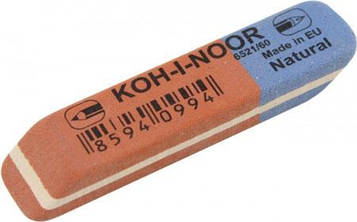 KOH-I-NOOR
6521/60
Made in EU
Natural
8594 0994